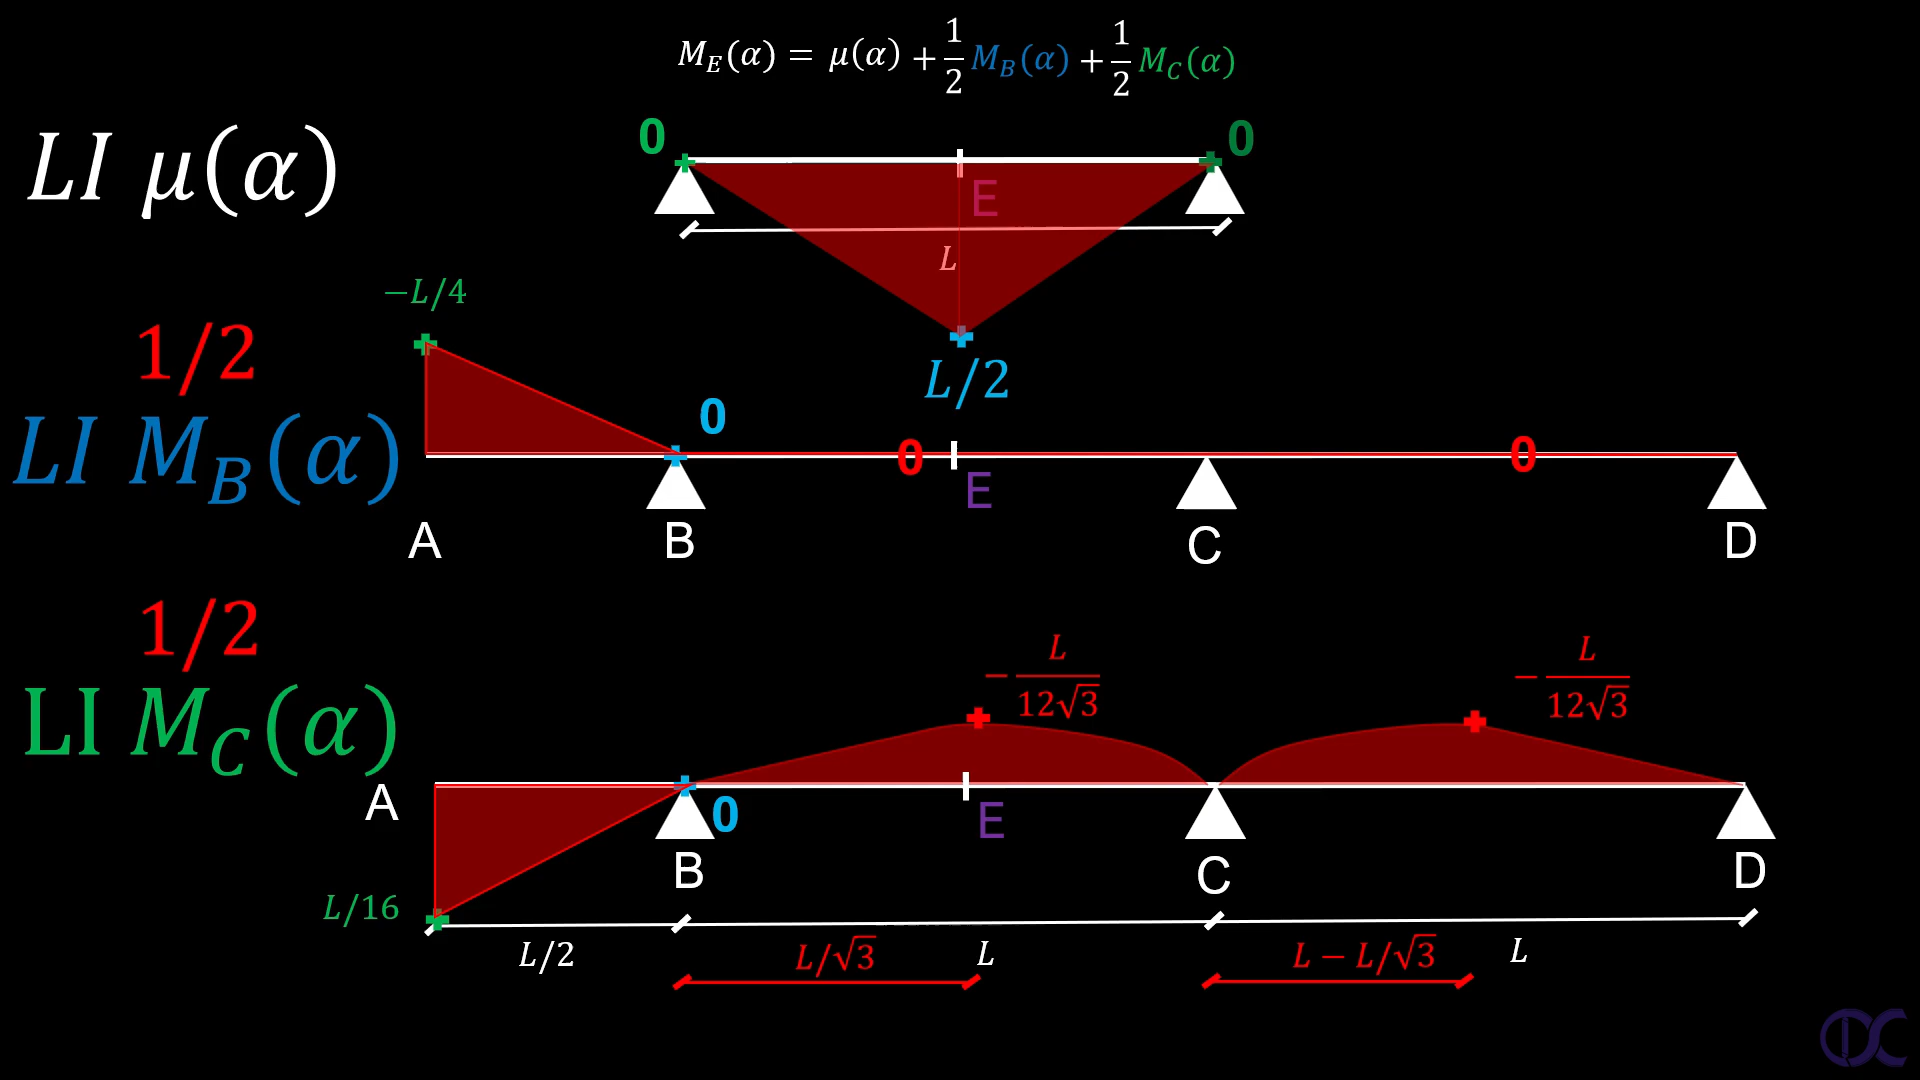 M_E(α) = μ(α) + 1/2 M_B(α) + 1/2 M_C(α)
0 0
LI μ(α)
E
L
−L/4
1/2
L/2
0
LI M_B(α)
0 0
E
A B C D
1/2
−L/(12√3) −L/(12√3)
LI M_C(α)
A
0 E
B C D
L/16
L/2 L/√3 L L − L/√3 L